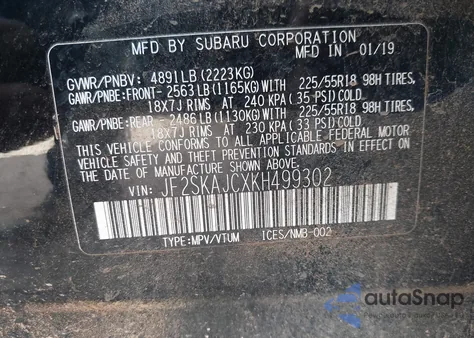 MFD BY SUBARU CORPORATION
MFD IN 01/19
GVWR/PNBV: 4891LB(2223KG)
GAWR/PNBE:FRONT-2563LB(1165KG)WITH 225/55R18 98H TIRES,
18X7J RIMS AT 240 KPA(35 PSI)COLD.
GAWR/PNBE:REAR -2486LB(1130KG)WITH 225/55R18 98H TIRES,
18X7J RIMS AT 230 KPA(33 PSI)COLD.
THIS VEHICLE CONFORMS TO ALL APPLICABLE FEDERAL MOTOR
VEHICLE SAFETY AND THEFT PREVENTION STANDARDS IN EFFECT
ON THE DATE OF MANUFACTURE SHOWN ABOVE.
VIN: JF2SKAJCXKH499302
TYPE:MPV/VTUM ICES/NMB-002
autoSnap